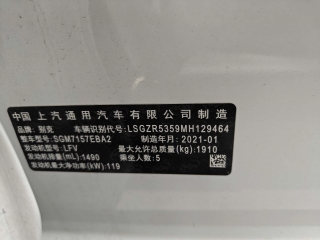 中国上汽通用汽车有限公司制造
品牌：别克 车辆识别代号：LSGZR5359MH129464
整车型号：SGM7157EBA2 制造年月：2021-01
发动机型号：LFV 最大允许总质量(kg)：1910
发动机排量(mL)：1490 乘坐人数：5
发动机最大净功率(kW)：119